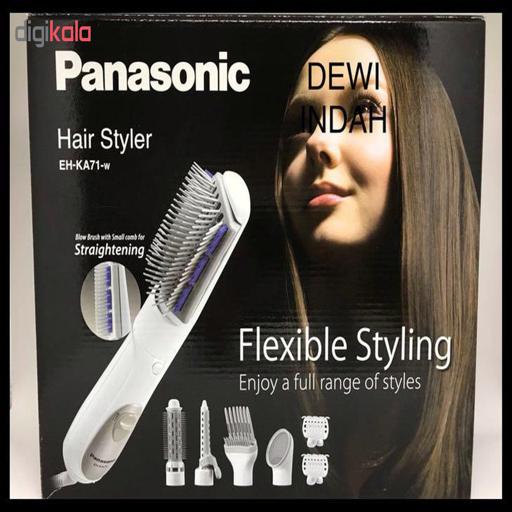 digikala
Panasonic
DEWI
INDAH
Hair Styler
EH-KA71-w
Blow Brush with Small comb for
Straightening
Flexible Styling
Enjoy a full range of styles
Panasonic